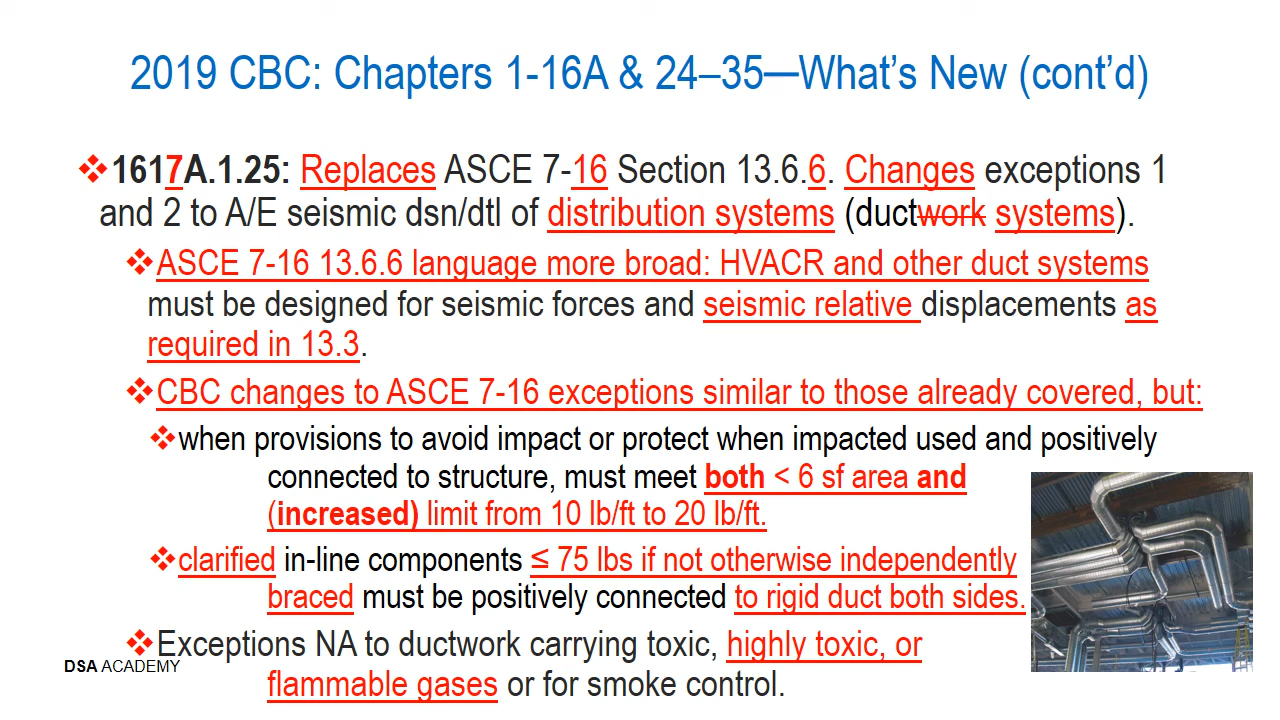 2019 CBC: Chapters 1-16A & 24–35—What's New (cont'd)
❖1617A.1.25: Replaces ASCE 7-16 Section 13.6.6. Changes exceptions 1
and 2 to A/E seismic dsn/dtl of distribution systems (ductwork systems).
❖ASCE 7-16 13.6.6 language more broad: HVACR and other duct systems
must be designed for seismic forces and seismic relative displacements as
required in 13.3.
❖CBC changes to ASCE 7-16 exceptions similar to those already covered, but:
❖when provisions to avoid impact or protect when impacted used and positively
connected to structure, must meet both < 6 sf area and
(increased) limit from 10 lb/ft to 20 lb/ft.
❖clarified in-line components ≤ 75 lbs if not otherwise independently
braced must be positively connected to rigid duct both sides.
❖Exceptions NA to ductwork carrying toxic, highly toxic, or
flammable gases or for smoke control.
DSA ACADEMY